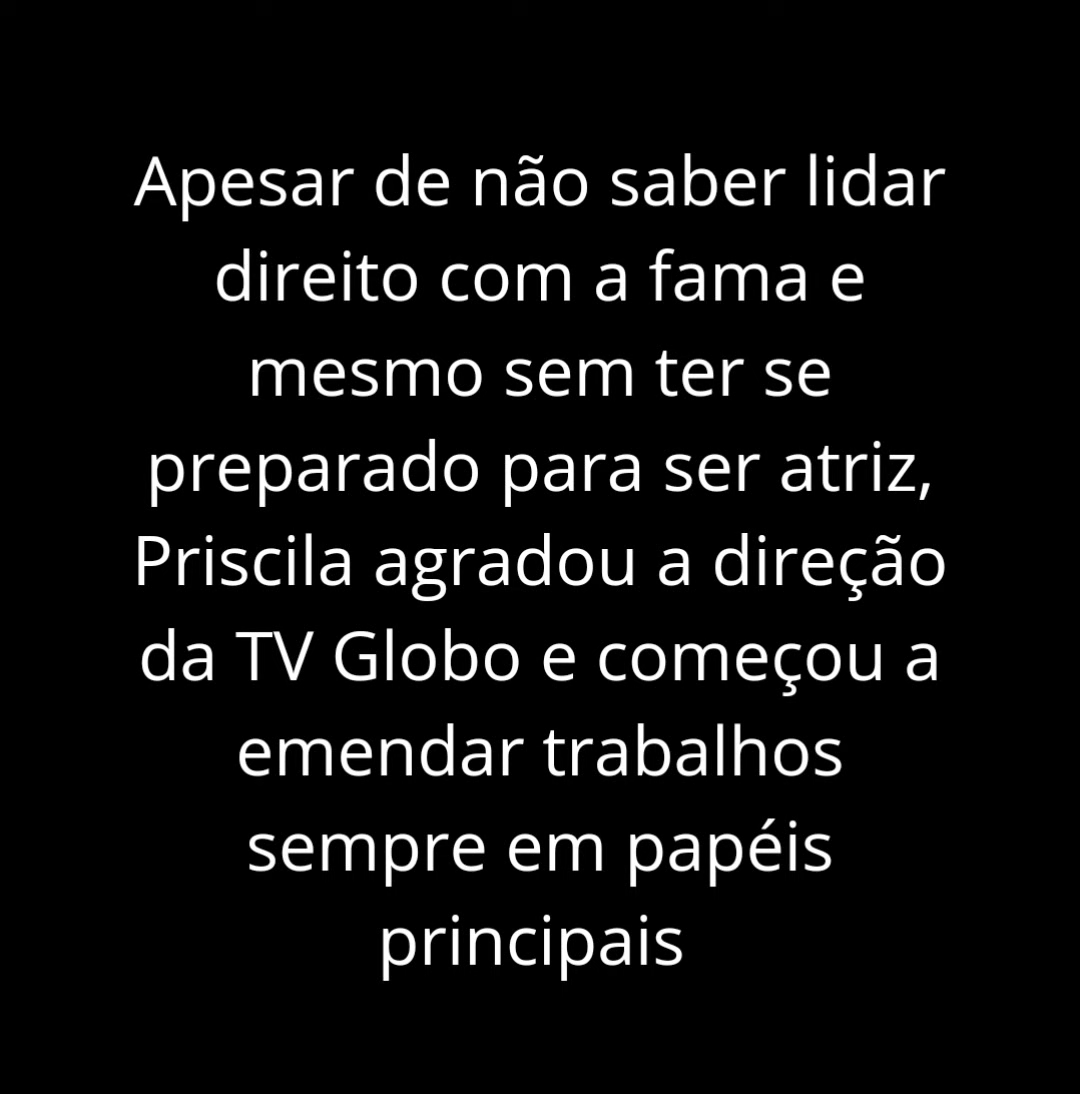 Apesar de não saber lidar
direito com a fama e
mesmo sem ter se
preparado para ser atriz,
Priscila agradou a direção
da TV Globo e começou a
emendar trabalhos
sempre em papéis
principais